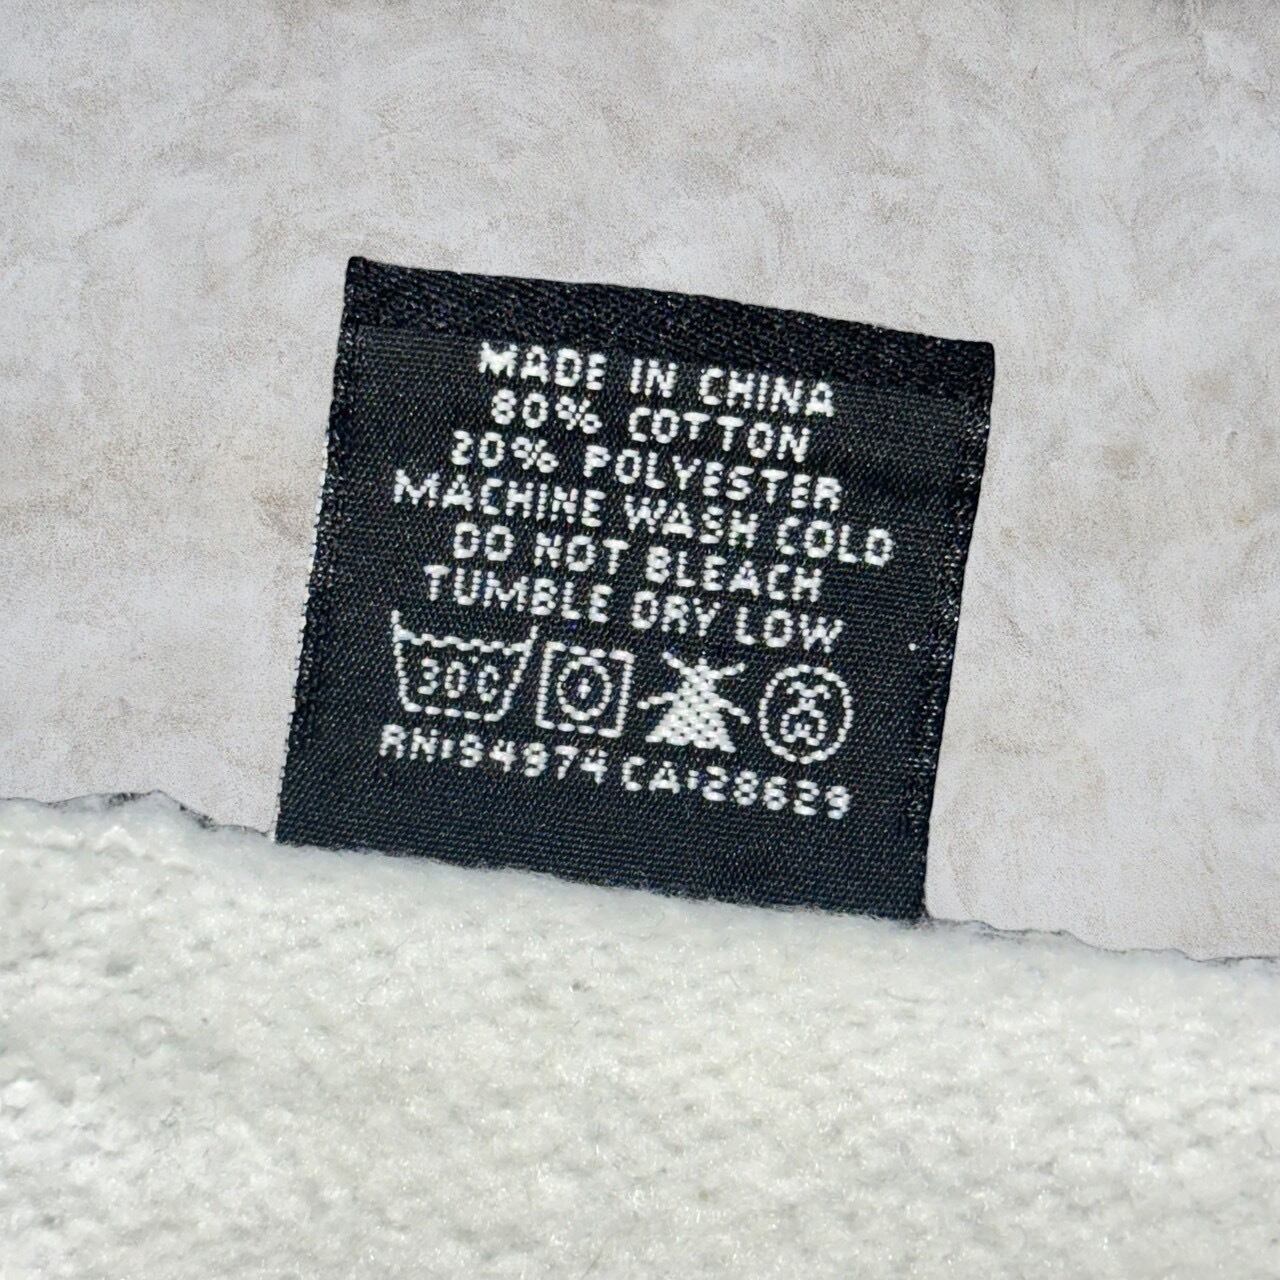 MADE IN CHINA
80% COTTON
20% POLYESTER
MACHINE WASH COLD
DO NOT BLEACH
TUMBLE DRY LOW
30°C
RN:94974 CA:28629